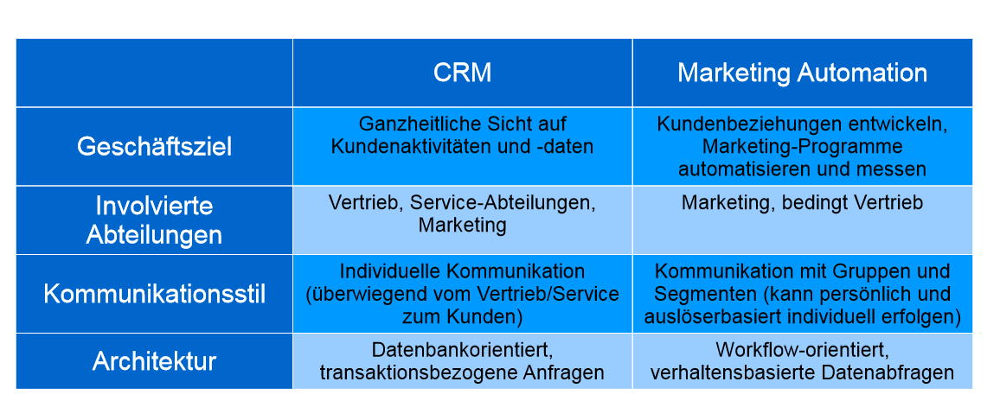 CRM
Marketing Automation
Geschäftsziel
Ganzheitliche Sicht auf
Kundenaktivitäten und -daten
Kundenbeziehungen entwickeln,
Marketing-Programme
automatisieren und messen
Involvierte
Abteilungen
Vertrieb, Service-Abteilungen,
Marketing
Marketing, bedingt Vertrieb
Kommunikationsstil
Individuelle Kommunikation
(überwiegend vom Vertrieb/Service
zum Kunden)
Kommunikation mit Gruppen und
Segmenten (kann persönlich und
auslöserbasiert individuell erfolgen)
Architektur
Datenbankorientiert,
transaktionsbezogene Anfragen
Workflow-orientiert,
verhaltensbasierte Datenabfragen